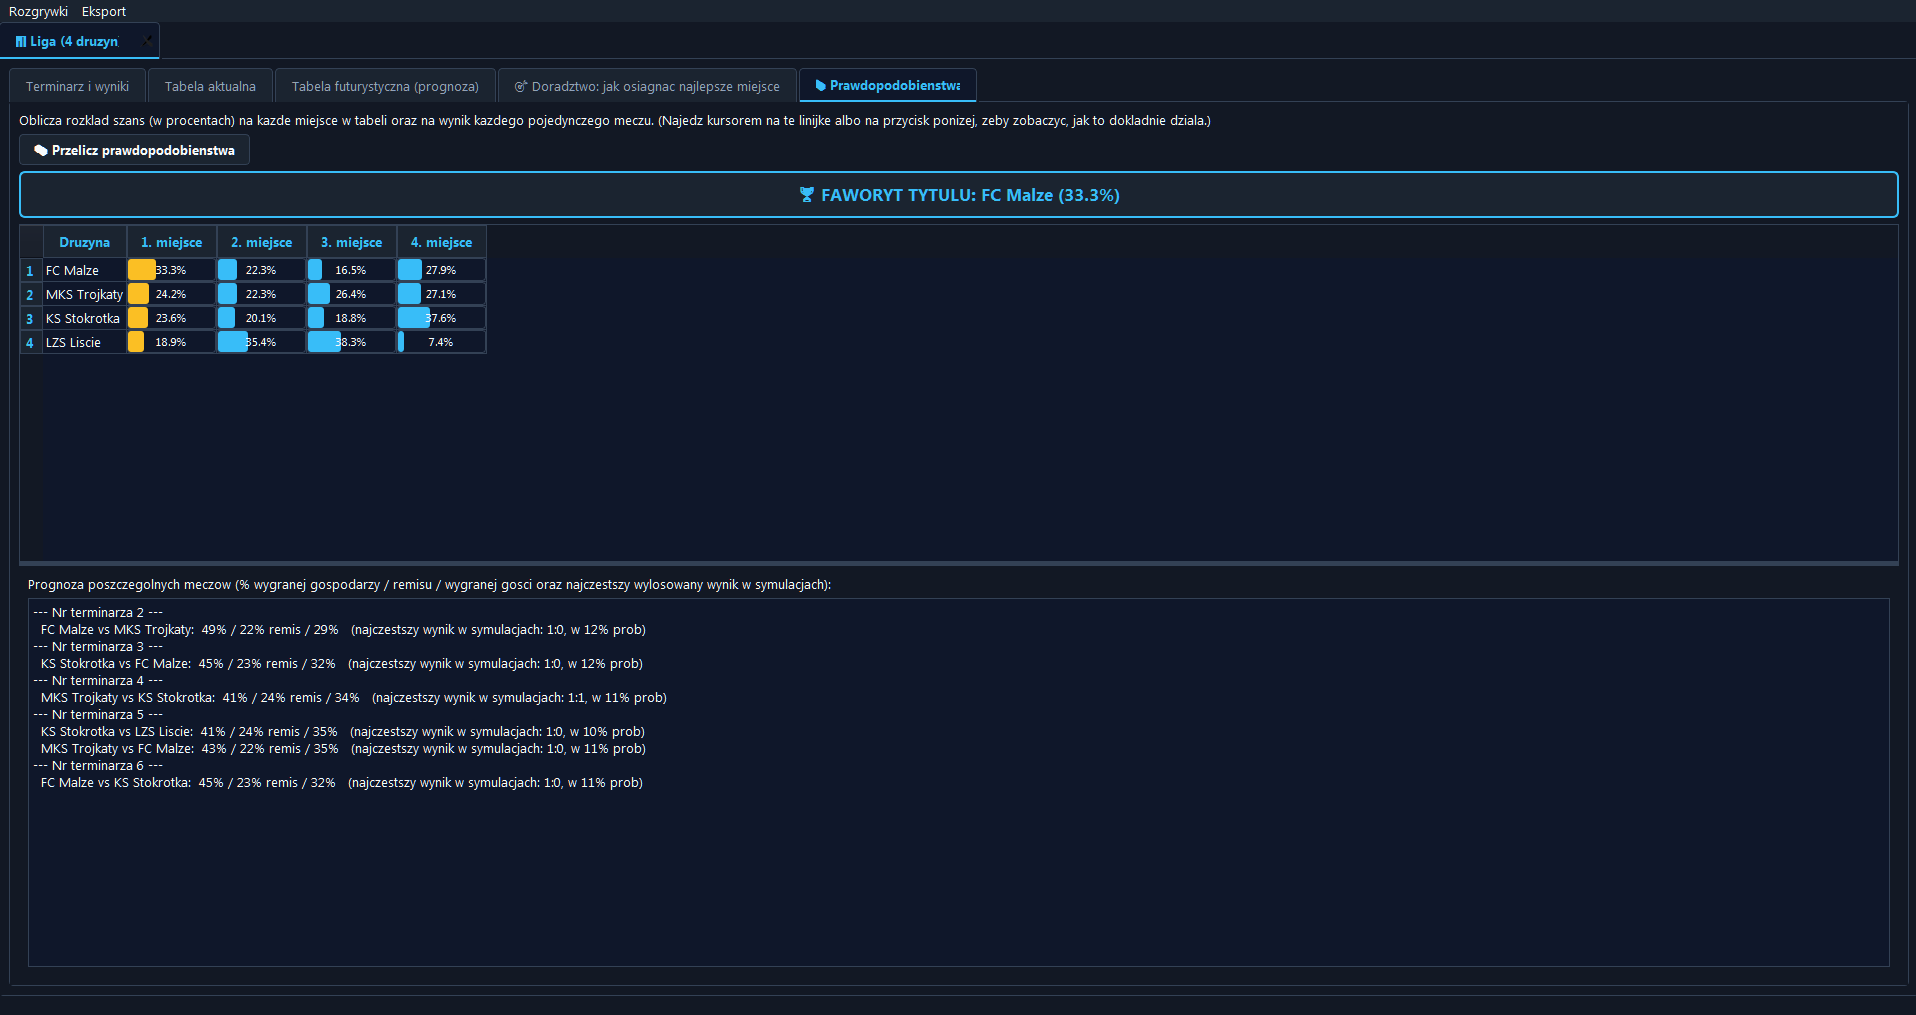 Rozgrywki Eksport
Liga (4 druzyn
Terminarz i wyniki Tabela aktualna Tabela futurystyczna (prognoza) Doradztwo: jak osiagnac najlepsze miejsce Prawdopodobienstwa
Oblicza rozklad szans (w procentach) na kazde miejsce w tabeli oraz na wynik kazdego pojedynczego meczu. (Najedz kursorem na te linijke albo na przycisk ponizej, zeby zobaczyc, jak to dokladnie dziala.)
Przelicz prawdopodobienstwa
FAWORYT TYTULU: FC Malze (33.3%)
Druzyna 1. miejsce 2. miejsce 3. miejsce 4. miejsce
1 FC Malze 33.3% 22.3% 16.5% 27.9%
2 MKS Trojkaty 24.2% 22.3% 26.4% 27.1%
3 KS Stokrotka 23.6% 20.1% 18.8% 37.6%
4 LZS Liscie 18.9% 35.4% 38.3% 7.4%
Prognoza poszczegolnych meczow (% wygranej gospodarzy / remisu / wygranej gosci oraz najczestszy wylosowany wynik w symulacjach):
--- Nr terminarza 2 ---
FC Malze vs MKS Trojkaty: 49% / 22% remis / 29% (najczestszy wynik w symulacjach: 1:0, w 12% prob)
--- Nr terminarza 3 ---
KS Stokrotka vs FC Malze: 45% / 23% remis / 32% (najczestszy wynik w symulacjach: 1:0, w 12% prob)
--- Nr terminarza 4 ---
MKS Trojkaty vs KS Stokrotka: 41% / 24% remis / 34% (najczestszy wynik w symulacjach: 1:1, w 11% prob)
--- Nr terminarza 5 ---
KS Stokrotka vs LZS Liscie: 41% / 24% remis / 35% (najczestszy wynik w symulacjach: 1:0, w 10% prob)
MKS Trojkaty vs FC Malze: 43% / 22% remis / 35% (najczestszy wynik w symulacjach: 1:0, w 11% prob)
--- Nr terminarza 6 ---
FC Malze vs KS Stokrotka: 45% / 23% remis / 32% (najczestszy wynik w symulacjach: 1:0, w 11% prob)